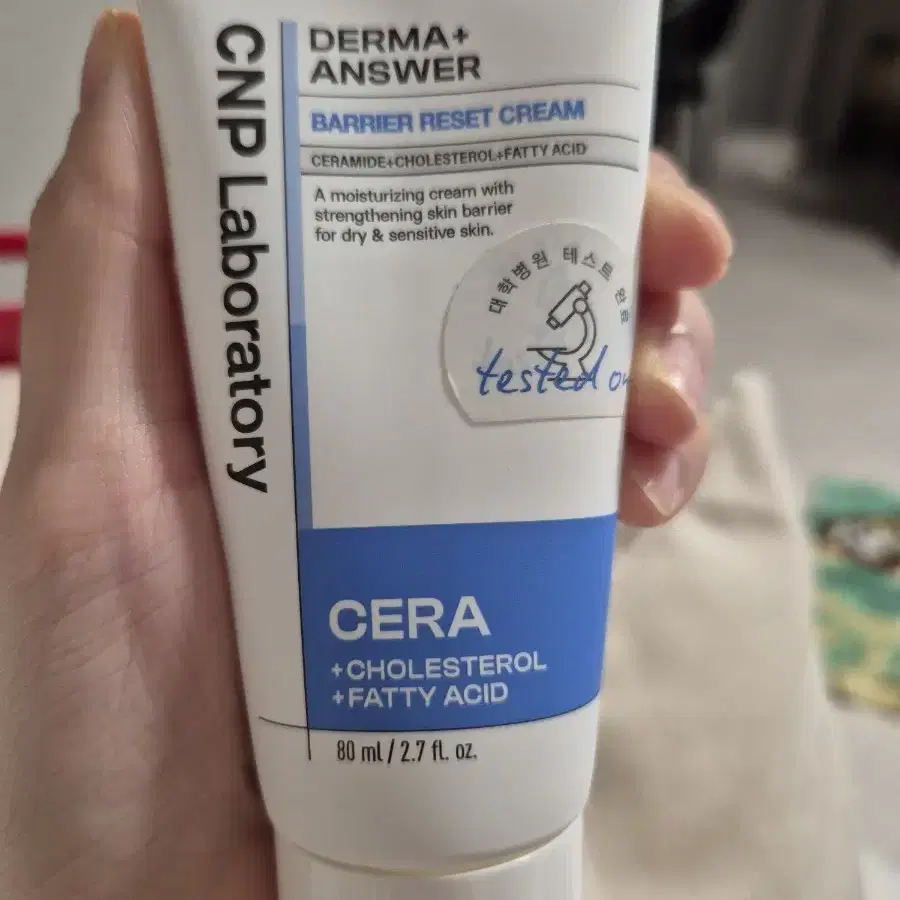 CNP Laboratory
DERMA+
ANSWER
BARRIER RESET CREAM
CERAMIDE+CHOLESTEROL+FATTY ACID
A moisturizing cream with
strengthening skin barrier
for dry & sensitive skin.
대학병원 테스트 완료
tested
CERA
+CHOLESTEROL
+FATTY ACID
80 ml / 2.7 fl. oz.